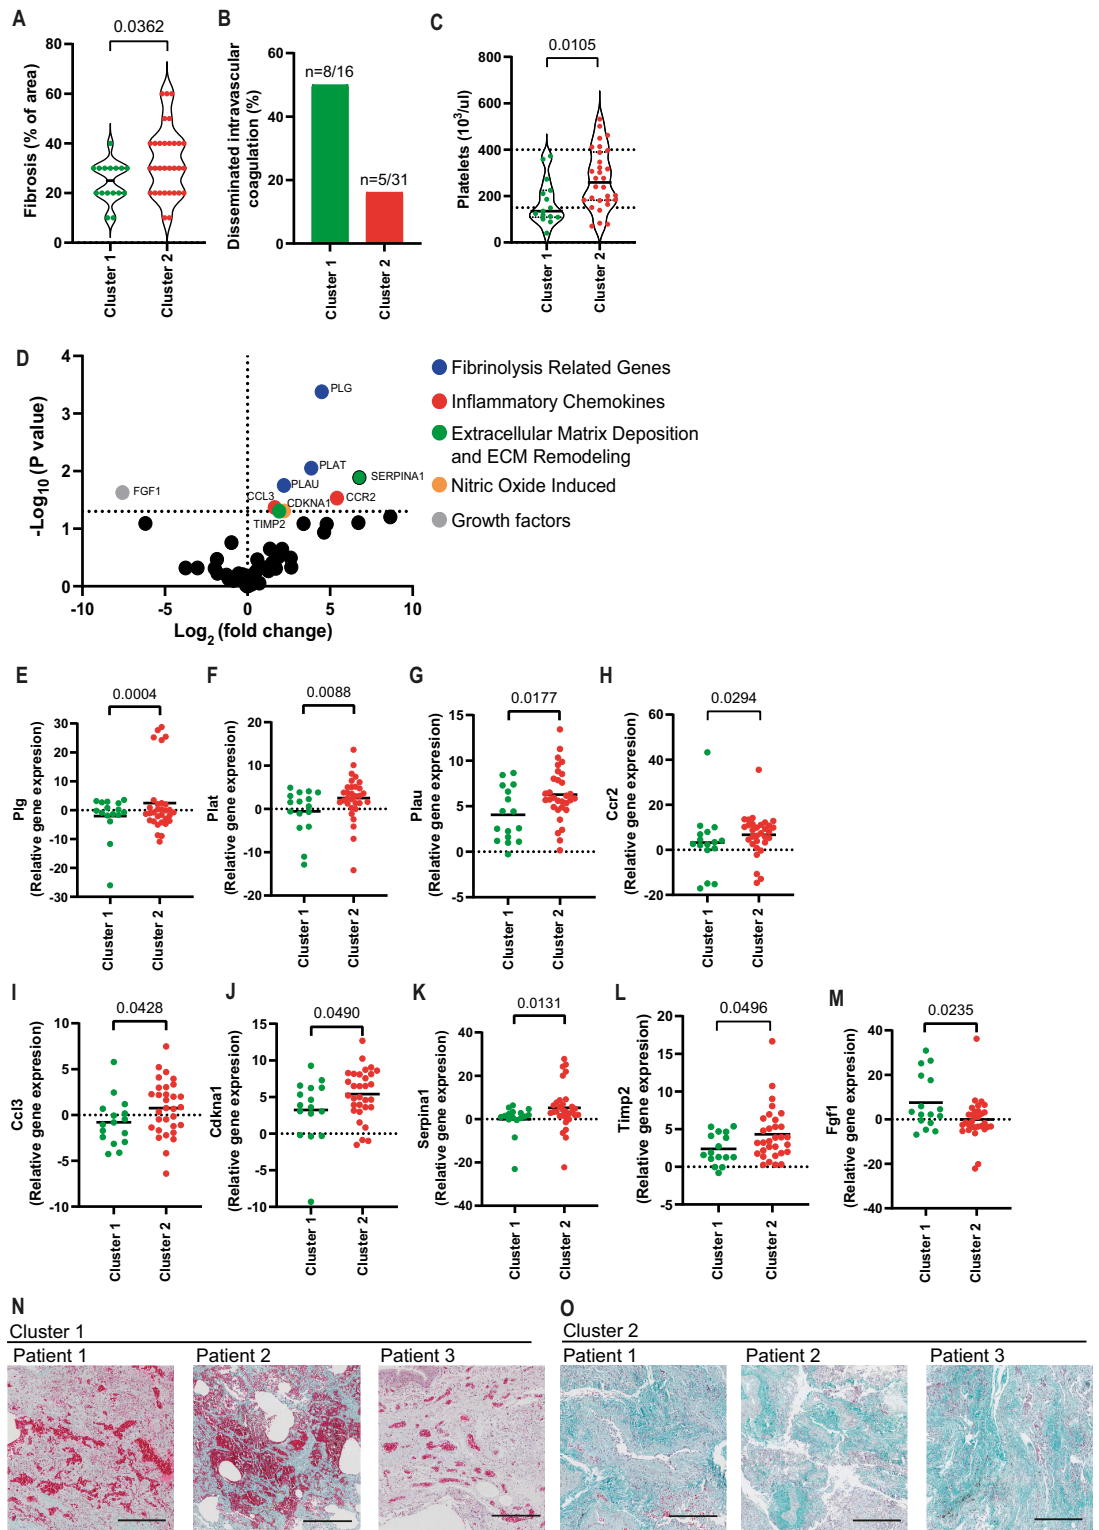 A
0.0362
Fibrosis (% of area)
80
60
40
20
0
Cluster 1
Cluster 2
B
Disseminated intravascular
coagulation (%)
60
40
20
0
n=8/16
n=5/31
Cluster 1
Cluster 2
C
0.0105
Platelets (10³/ul)
800
600
400
200
0
Cluster 1
Cluster 2
D
-Log₁₀ (P value)
4
3
2
1
0
-10
-5
0
5
10
Log₂ (fold change)
PLG
PLAT
SERPINA1
PLAU
FGF1
CCL3
CDKNA1
CCR2
TIMP2
Fibrinolysis Related Genes
Inflammatory Chemokines
Extracellular Matrix Deposition
and ECM Remodeling
Nitric Oxide Induced
Growth factors
E
0.0004
Plg
(Relative gene expresion)
30
20
10
0
-10
-20
-30
Cluster 1
Cluster 2
F
0.0088
Plat
(Relative gene expresion)
20
10
0
-10
-20
Cluster 1
Cluster 2
G
0.0177
Plau
(Relative gene expresion)
15
10
5
0
-5
Cluster 1
Cluster 2
H
0.0294
Ccr2
(Relative gene expresion)
60
40
20
0
-20
Cluster 1
Cluster 2
I
0.0428
Ccl3
(Relative gene expresion)
10
5
0
-5
-10
Cluster 1
Cluster 2
J
0.0490
Cdkna1
(Relative gene expresion)
15
10
5
0
-5
-10
Cluster 1
Cluster 2
K
0.0131
Serpina1
(Relative gene expresion)
40
20
0
-20
-40
Cluster 1
Cluster 2
L
0.0496
Timp2
(Relative gene expresion)
20
15
10
5
0
-5
Cluster 1
Cluster 2
M
0.0235
Fgf1
(Relative gene expresion)
40
20
0
-20
-40
Cluster 1
Cluster 2
N
Cluster 1
Patient 1
Patient 2
Patient 3
O
Cluster 2
Patient 1
Patient 2
Patient 3